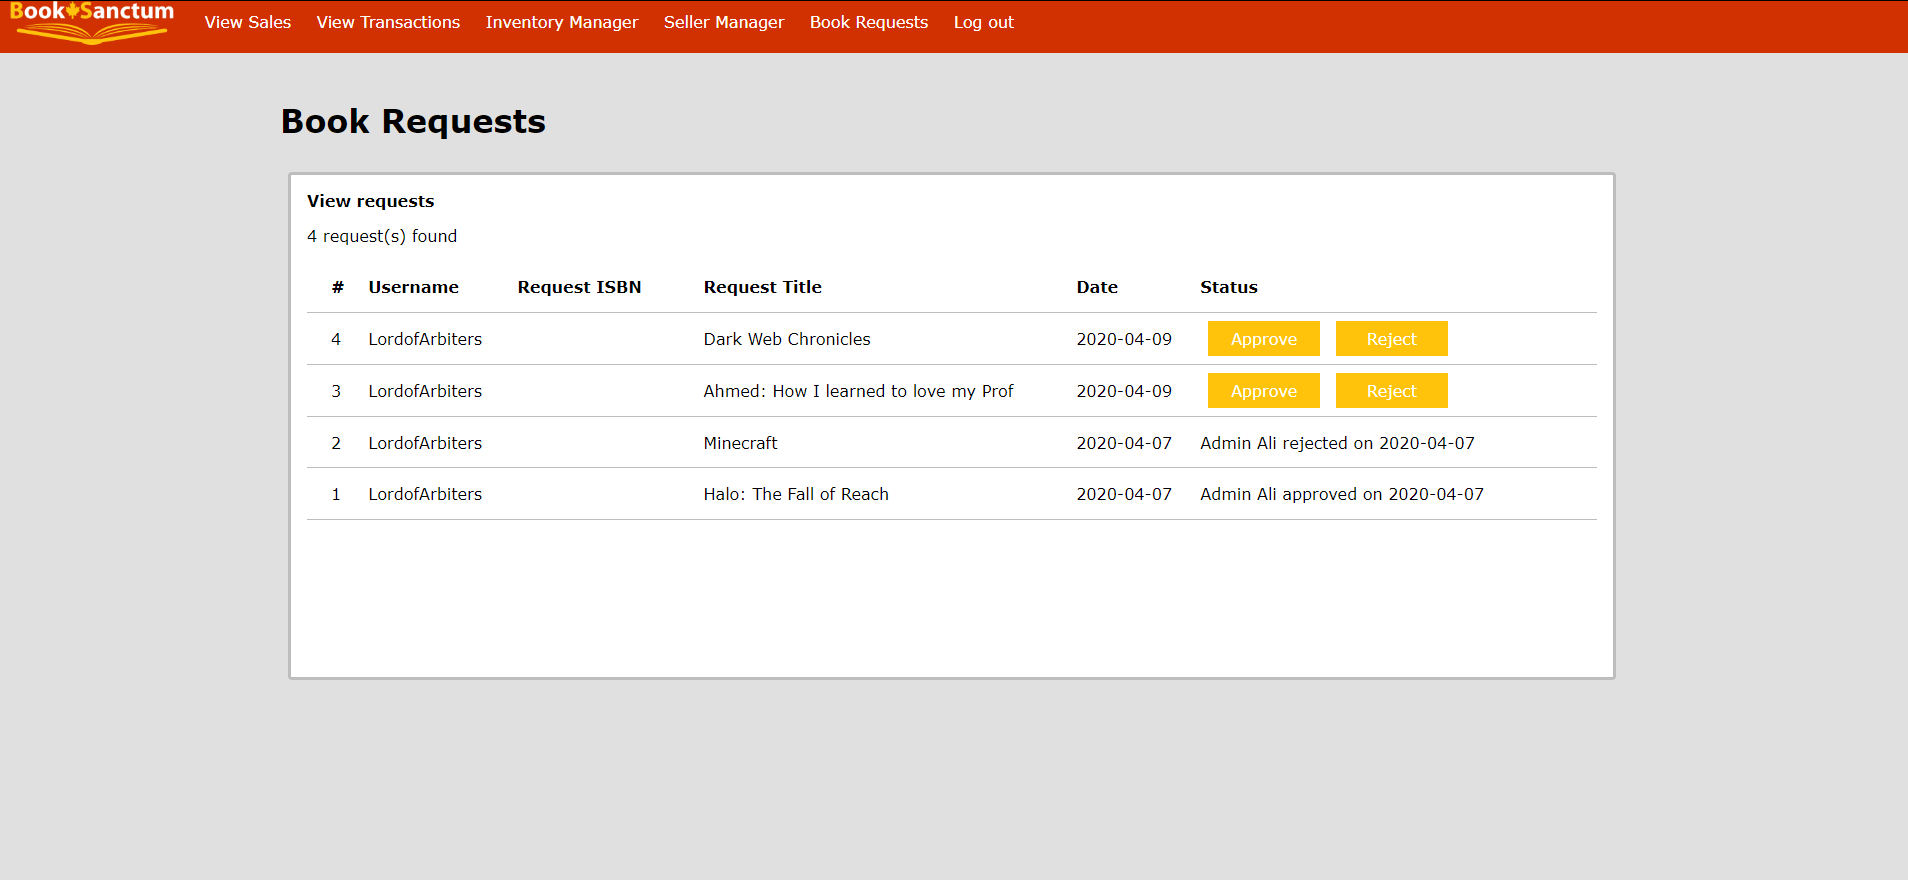 Book Sanctum
View Sales View Transactions Inventory Manager Seller Manager Book Requests Log out
Book Requests
View requests
4 request(s) found
# Username Request ISBN Request Title Date Status
4 LordofArbiters Dark Web Chronicles 2020-04-09 Approve Reject
3 LordofArbiters Ahmed: How I learned to love my Prof 2020-04-09 Approve Reject
2 LordofArbiters Minecraft 2020-04-07 Admin Ali rejected on 2020-04-07
1 LordofArbiters Halo: The Fall of Reach 2020-04-07 Admin Ali approved on 2020-04-07